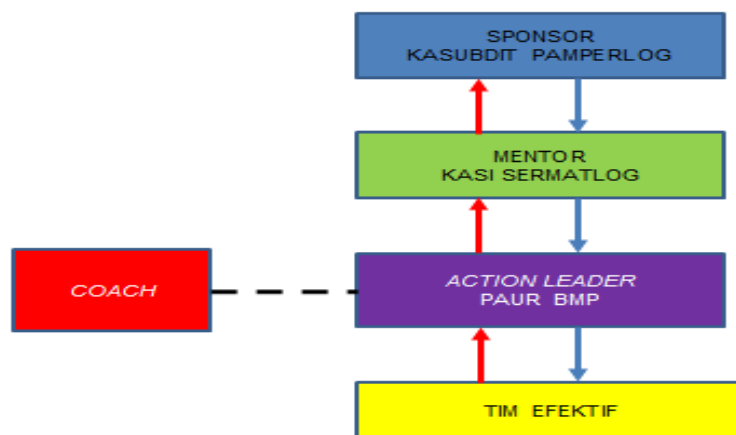 SPONSOR
KASUBDIT PAMPERLOG
MENTOR
KASI SERMATLOG
COACH
ACTION LEADER
PAUR BMP
TIM EFEKTIF